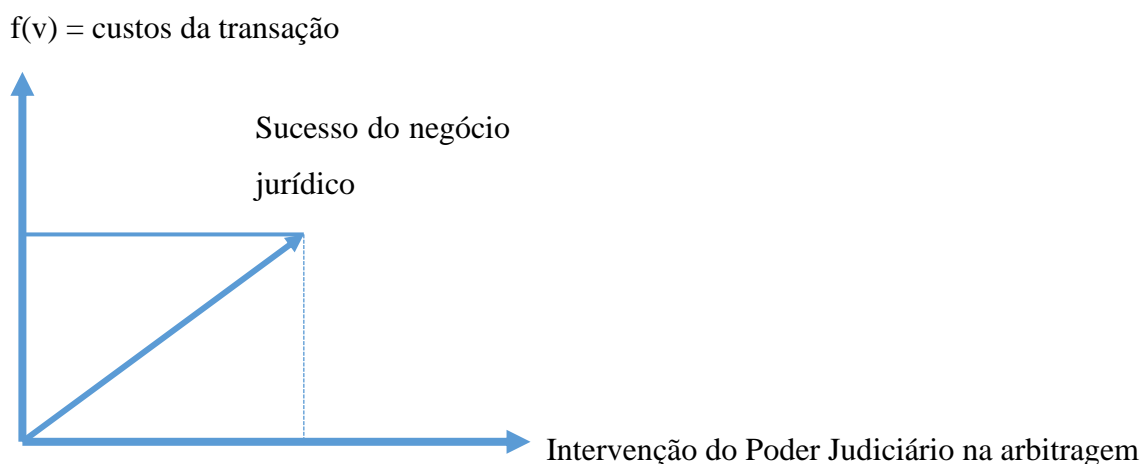 f(v) = custos da transação
Sucesso do negócio
jurídico
Intervenção do Poder Judiciário na arbitragem